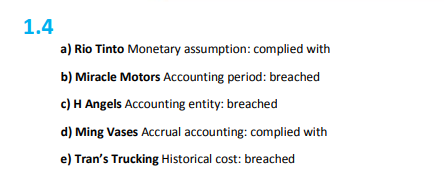 1.4
a) Rio Tinto Monetary assumption: complied with
b) Miracle Motors Accounting period: breached
c) H Angels Accounting entity: breached
d) Ming Vases Accrual accounting: complied with
e) Tran's Trucking Historical cost: breached